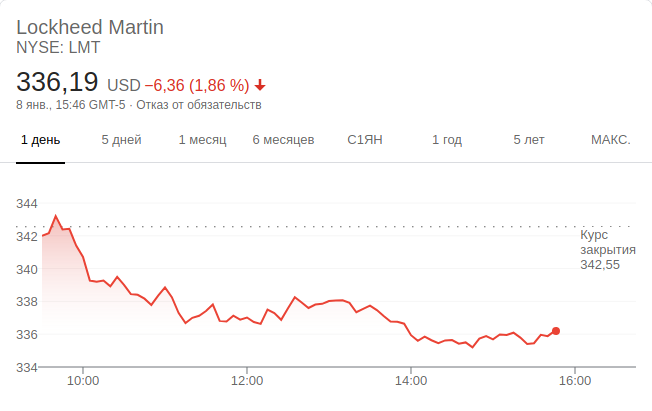 Lockheed Martin
NYSE: LMT
336,19 USD −6,36 (1,86 %)
8 янв., 15:46 GMT-5 · Отказ от обязательств
1 день 5 дней 1 месяц 6 месяцев С1ЯН 1 год 5 лет МАКС.
344
342
340
338
336
334
Курс
закрытия
342,55
10:00 12:00 14:00 16:00